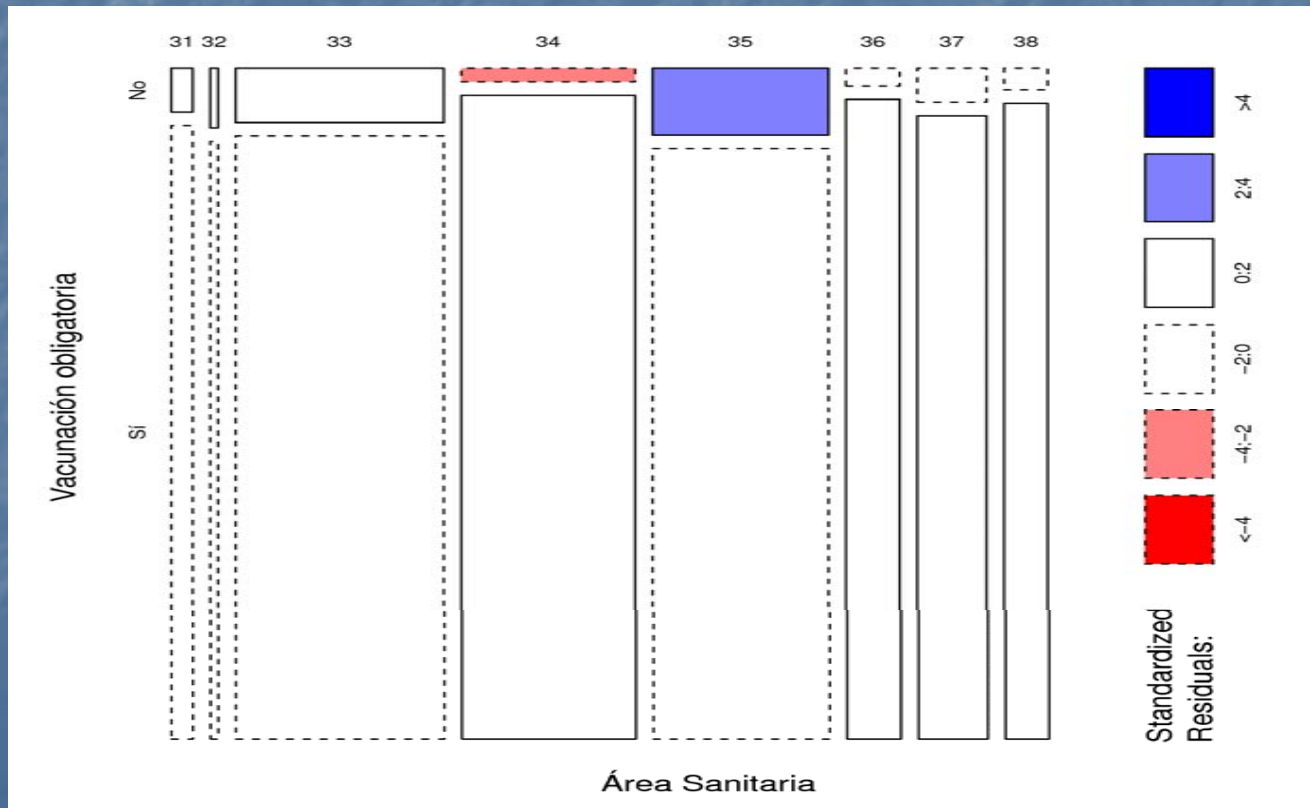 31 32 33 34 35 36 37 38
No
Sí
Vacunación obligatoria
Área Sanitaria
>4
2:4
0:2
-2:0
-4:-2
<-4
Standardized
Residuals: